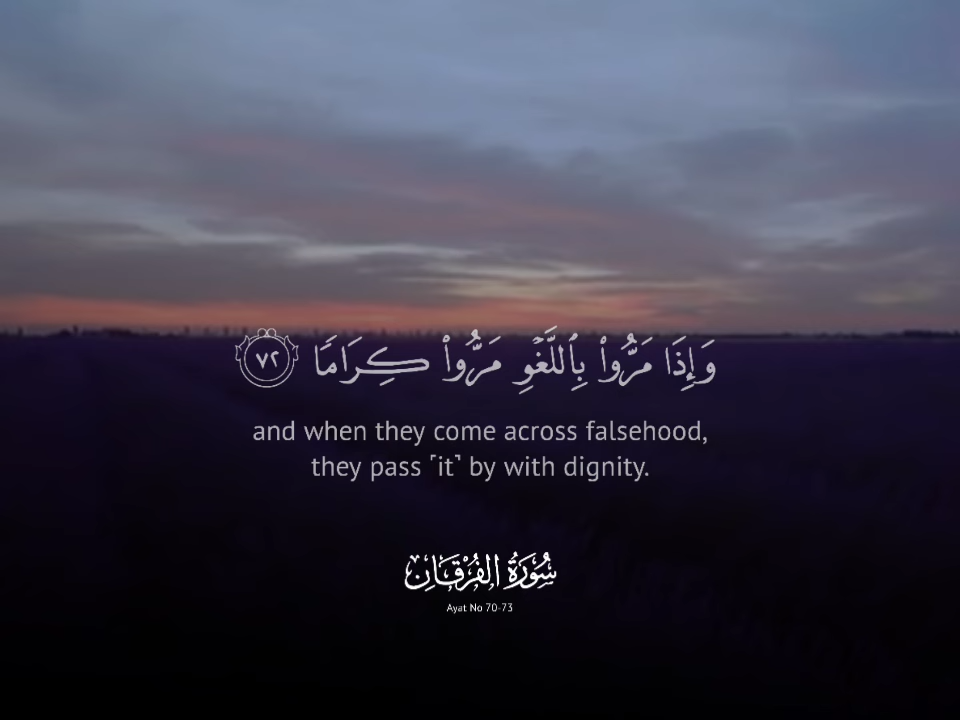 وَإِذَا مَرُّوا۟ بِٱللَّغْوِ مَرُّوا۟ كِرَامًا ٧٢
and when they come across falsehood,
they pass ⸢it⸣ by with dignity.
سُورَةُ الفُرْقَانِ
Ayat No 70-73